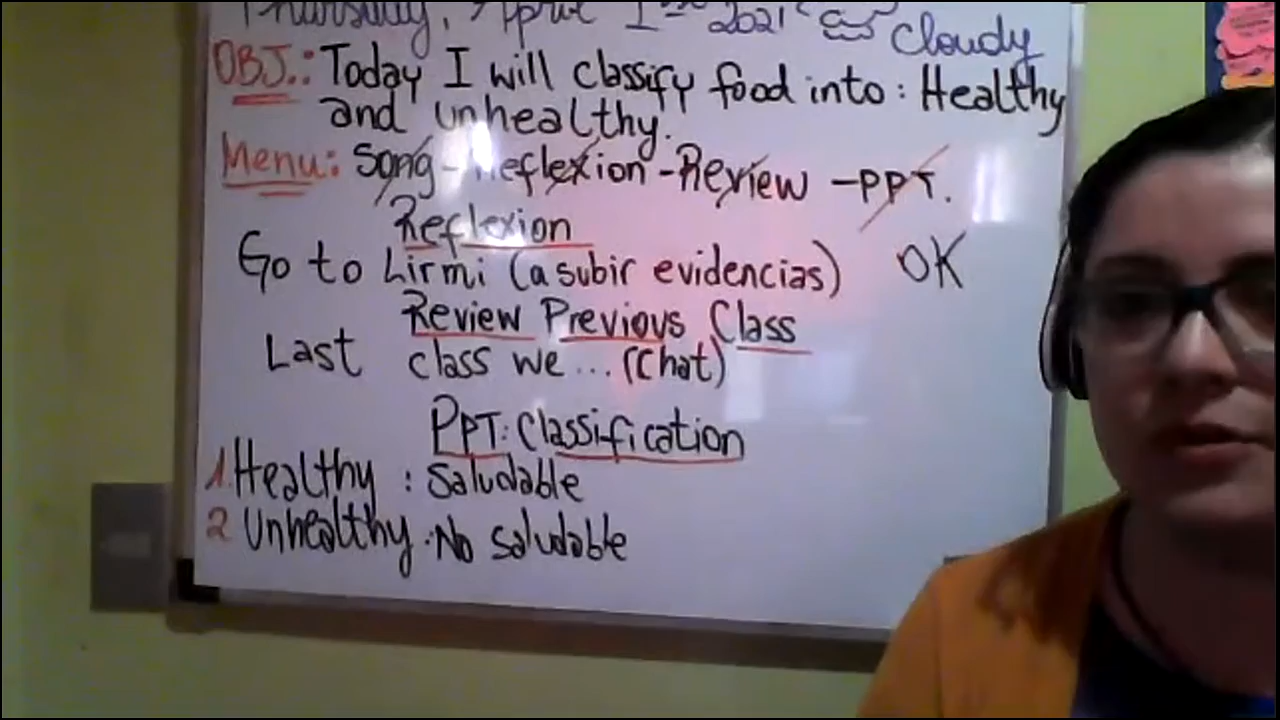 Thursday, April 1st 2021 Cloudy
OBJ.: Today I will classify food into: Healthy
and unhealthy.
Menu: Song - Reflexion - Review - PPT.
Reflexion
Go to Lirmi (a subir evidencias) OK
Review Previous Class
Last class we... (Chat)
PPT: Classification
1. Healthy : Saludable
2 Unhealthy. No saludable